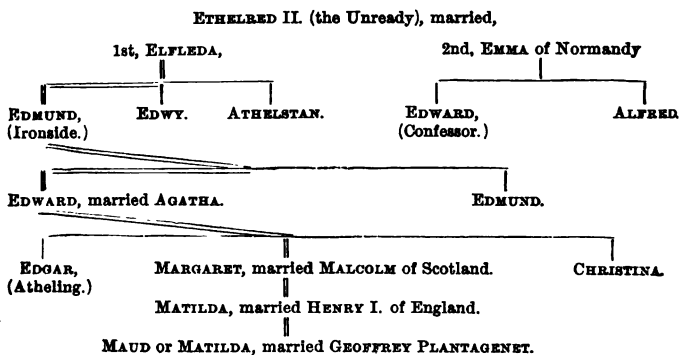 ETHELRED II. (the Unready), married,
1st, ELFLEDA,
2nd, EMMA of Normandy
EDMUND, (Ironside.)
EDWY.
ATHELSTAN.
EDWARD, (Confessor.)
ALFRED.
EDWARD, married AGATHA.
EDMUND.
EDGAR, (Atheling.)
MARGARET, married MALCOLM of Scotland.
CHRISTINA.
MATILDA, married HENRY I. of England.
MAUD or MATILDA, married GEOFFREY PLANTAGENET.